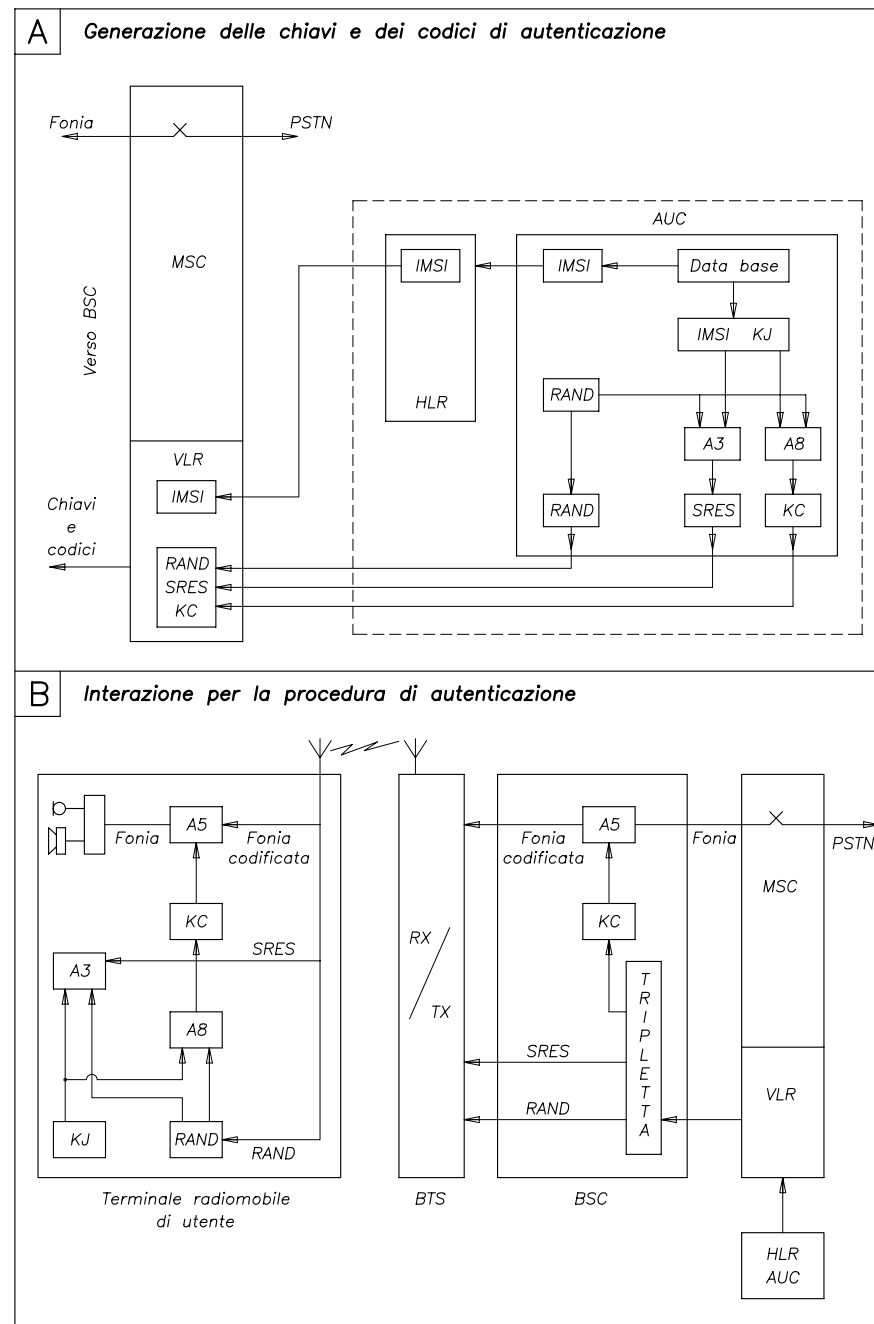 A
Generazione delle chiavi e dei codici di autenticazione
Fonia
PSTN
MSC
Verso BSC
AUC
IMSI
IMSI
Data base
IMSI KJ
HLR
RAND
A3
A8
VLR
IMSI
RAND
SRES
KC
Chiavi
e
codici
RAND
SRES
KC
B
Interazione per la procedura di autenticazione
A5
Fonia
Fonia
codificata
KC
SRES
A3
A8
KJ
RAND
RAND
Terminale radiomobile
di utente
RX
/
TX
BTS
Fonia
codificata
A5
Fonia
KC
TRIPLETTA
SRES
RAND
BSC
PSTN
MSC
VLR
HLR
AUC